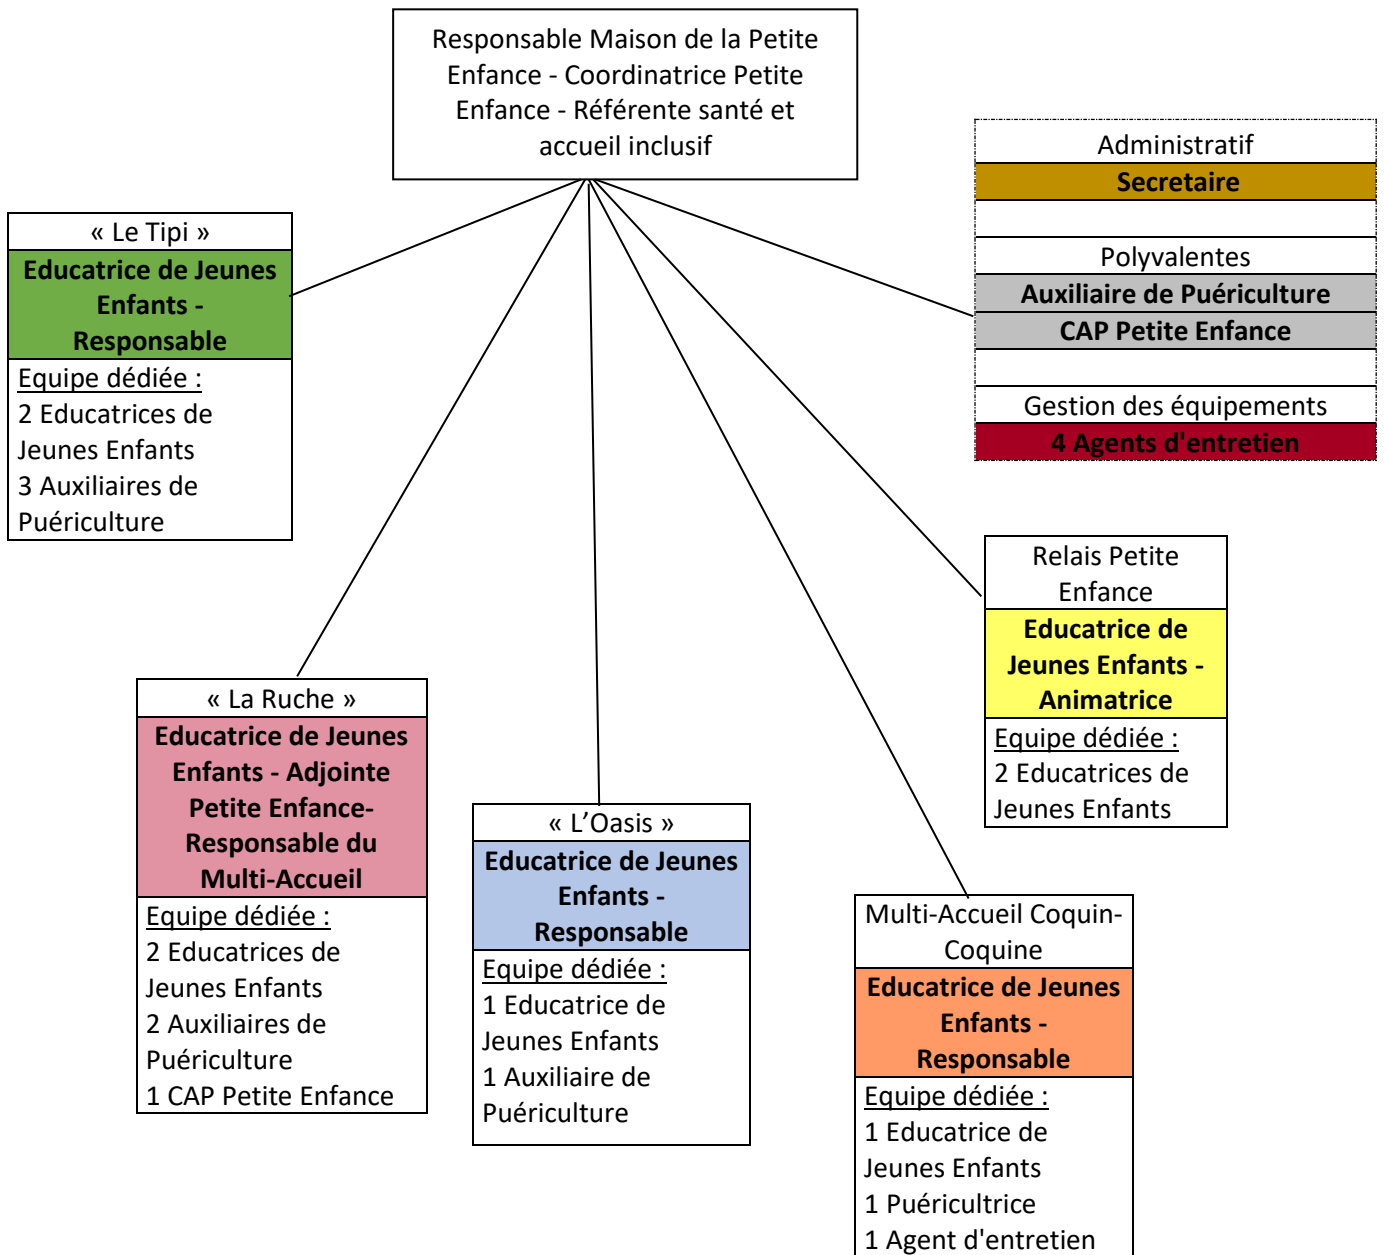 Responsable Maison de la Petite
Enfance - Coordinatrice Petite
Enfance - Référente santé et
accueil inclusif
Administratif
Secretaire
Polyvalentes
Auxiliaire de Puériculture
CAP Petite Enfance
Gestion des équipements
4 Agents d'entretien
« Le Tipi »
Educatrice de Jeunes
Enfants -
Responsable
Equipe dédiée :
2 Educatrices de
Jeunes Enfants
3 Auxiliaires de
Puériculture
Relais Petite
Enfance
Educatrice de
Jeunes Enfants -
Animatrice
Equipe dédiée :
2 Educatrices de
Jeunes Enfants
« La Ruche »
Educatrice de Jeunes
Enfants - Adjointe
Petite Enfance-
Responsable du
Multi-Accueil
Equipe dédiée :
2 Educatrices de
Jeunes Enfants
2 Auxiliaires de
Puériculture
1 CAP Petite Enfance
« L’Oasis »
Educatrice de Jeunes
Enfants -
Responsable
Equipe dédiée :
1 Educatrice de
Jeunes Enfants
1 Auxiliaire de
Puériculture
Multi-Accueil Coquin-
Coquine
Educatrice de Jeunes
Enfants -
Responsable
Equipe dédiée :
1 Educatrice de
Jeunes Enfants
1 Puéricultrice
1 Agent d'entretien